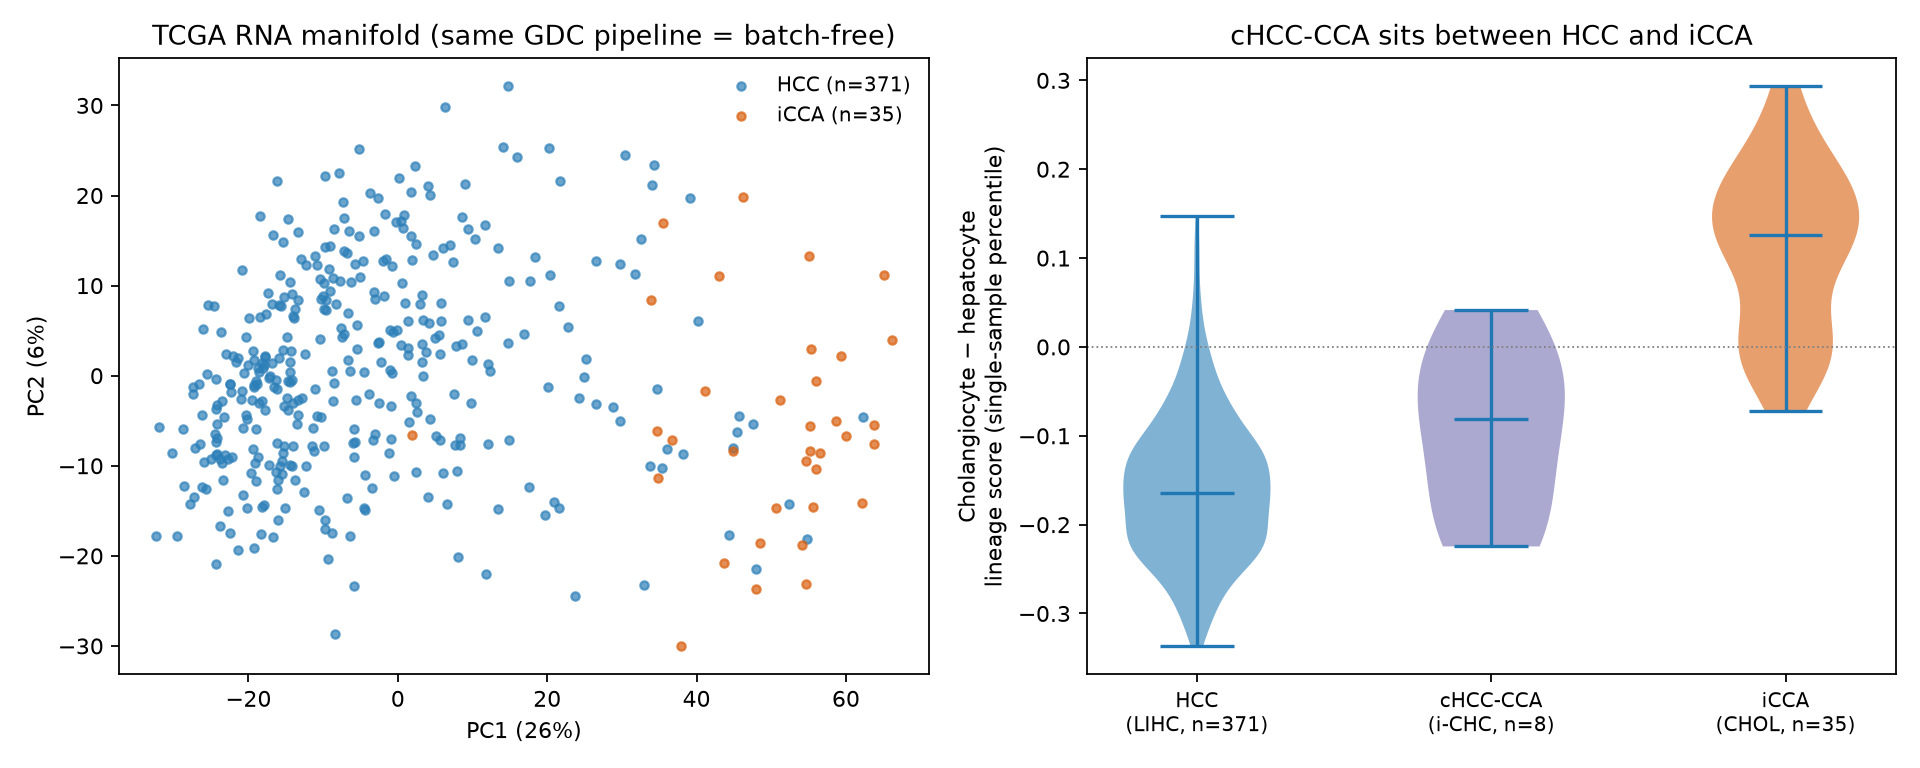 TCGA RNA manifold (same GDC pipeline = batch-free)
HCC (n=371)
iCCA (n=35)
30
20
10
0
−10
−20
−30
PC2 (6%)
−20
0
20
40
60
PC1 (26%)
cHCC-CCA sits between HCC and iCCA
Cholangiocyte − hepatocyte
lineage score (single-sample percentile)
0.3
0.2
0.1
0.0
−0.1
−0.2
−0.3
HCC
(LIHC, n=371)
cHCC-CCA
(i-CHC, n=8)
iCCA
(CHOL, n=35)